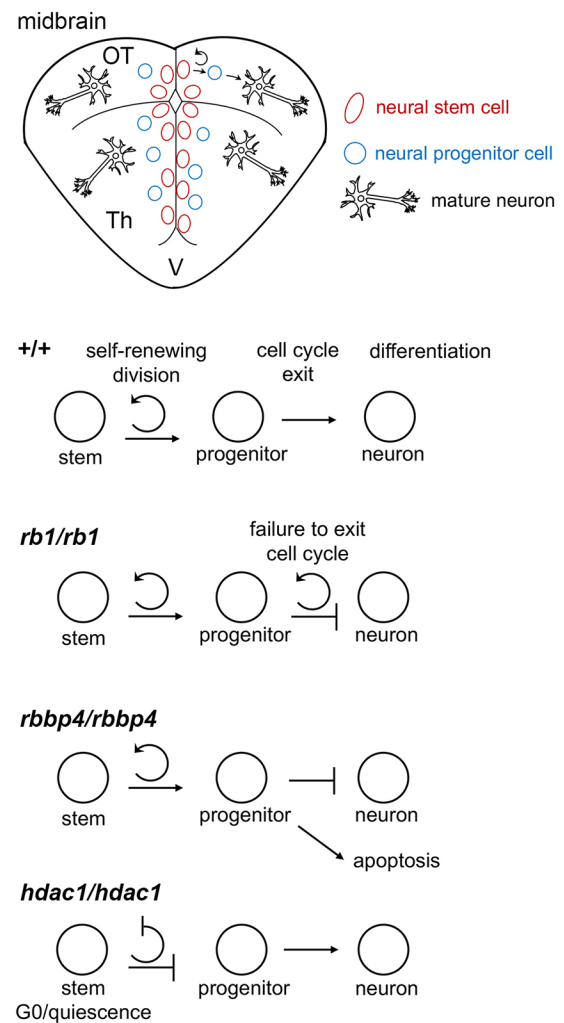 midbrain
OT
Th
V
neural stem cell
neural progenitor cell
mature neuron
+/+
self-renewing
division
cell cycle
exit
differentiation
stem
progenitor
neuron
rb1/rb1
failure to exit
cell cycle
stem
progenitor
neuron
rbbp4/rbbp4
stem
progenitor
neuron
apoptosis
hdac1/hdac1
stem
progenitor
neuron
G0/quiescence